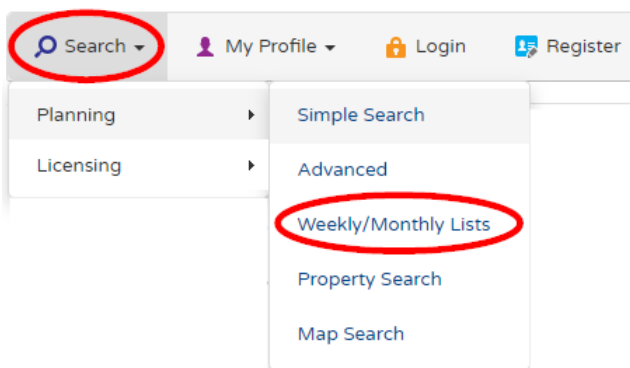 Search My Profile Login Register
Planning
Licensing
Simple Search
Advanced
Weekly/Monthly Lists
Property Search
Map Search